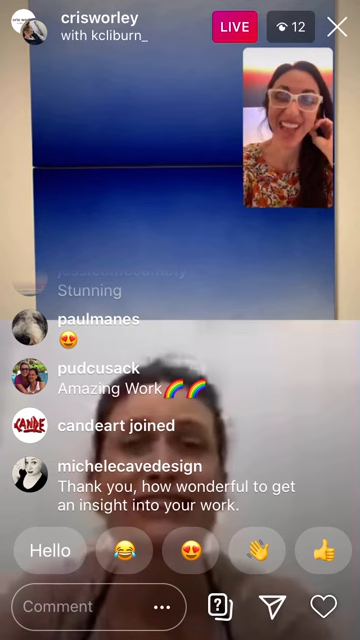 crisworley
with kcliburn_
LIVE
12
Stunning
paulmanes
😍
pudcusack
Amazing Work🌈🌈
CANDE
candeart joined
michelecavedesign
Thank you, how wonderful to get
an insight into your work.
Hello 😂 😍 👋 👍
Comment